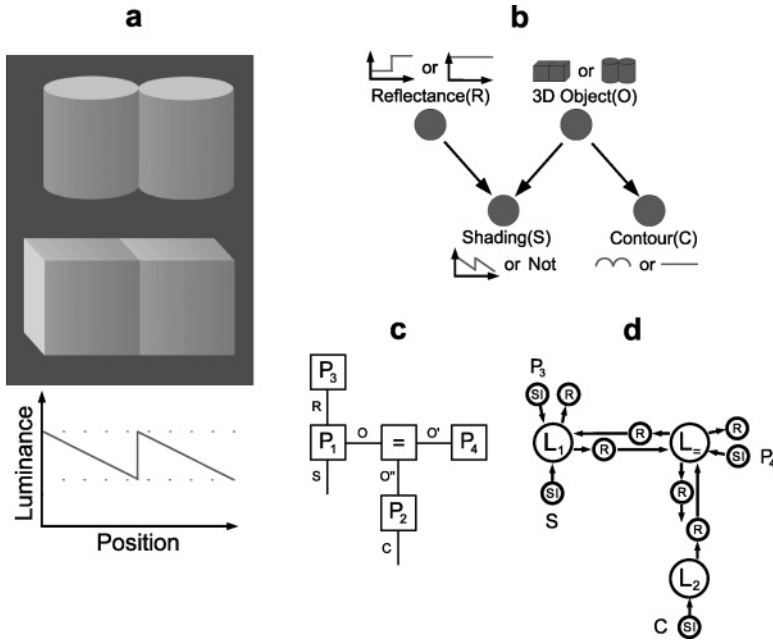 a
Luminance
Position
b
or
or
Reflectance(R)
3D Object(O)
Shading(S)
Contour(C)
or Not
or
c
P3
R
P1
O
=
O'
P4
S
O"
P2
C
d
P3
SI
R
L1
R
R
L=
R
SI
P4
SI
S
R
R
L2
C
SI